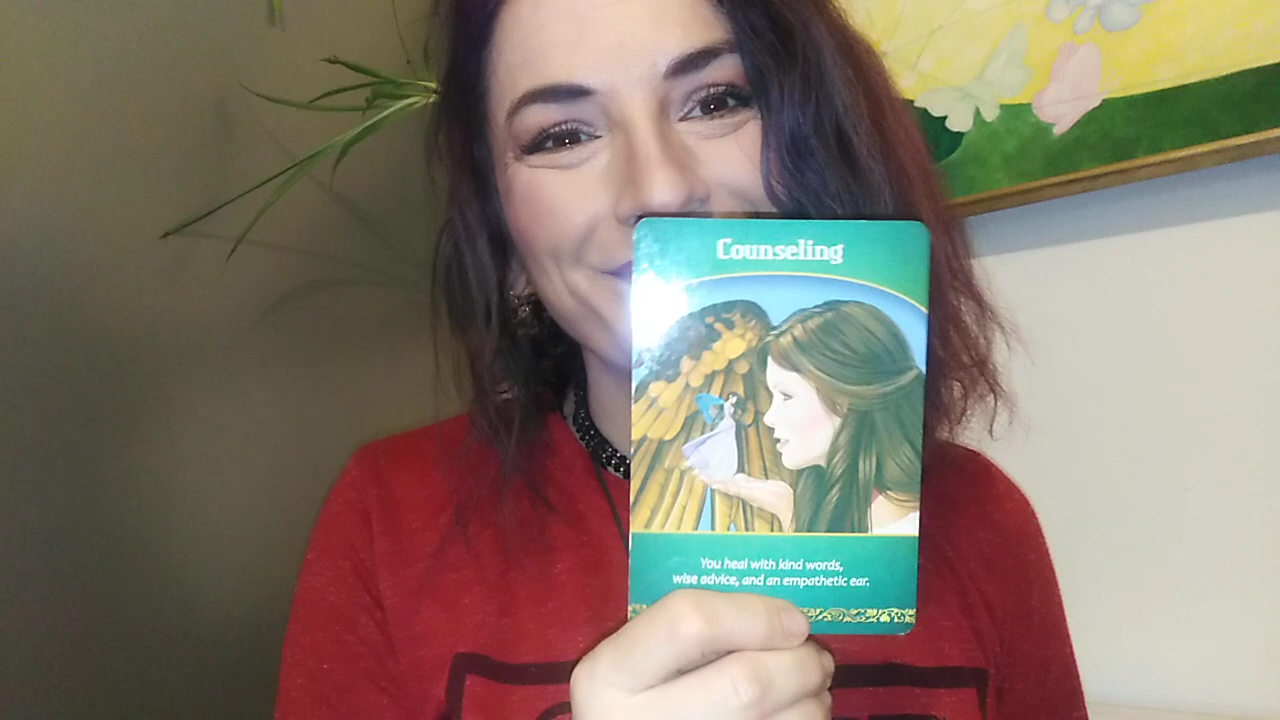 Counseling
You heal with kind words,
wise advice, and an empathetic ear.